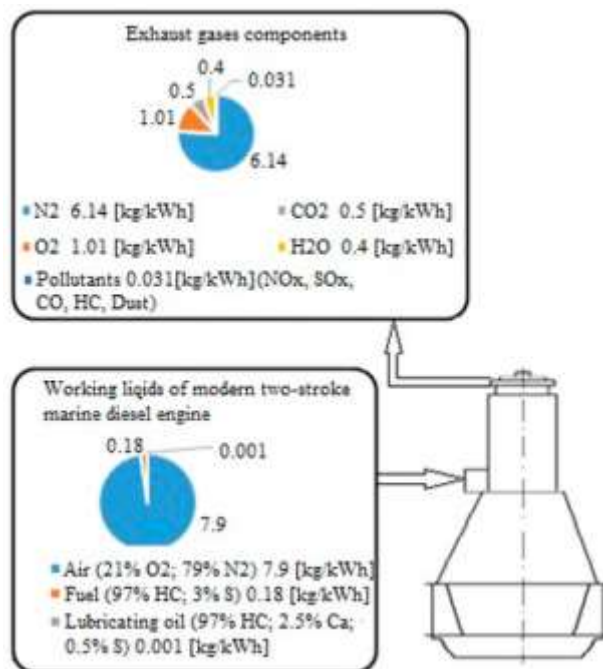 Exhaust gases components
0.4
0.031
0.5
1.01
6.14
N2 6.14 [kg/kWh]
CO2 0.5 [kg/kWh]
O2 1.01 [kg/kWh]
H2O 0.4 [kg/kWh]
Pollutants 0.031[kg/kWh](NOx, SOx,
CO, HC, Dust)
Working liqids of modern two-stroke
marine diesel engine
0.18
0.001
7.9
Air (21% O2; 79% N2) 7.9 [kg/kWh]
Fuel (97% HC; 3% S) 0.18 [kg/kWh]
Lubricating oil (97% HC; 2.5% Ca;
0.5% S) 0.001 [kg/kWh]